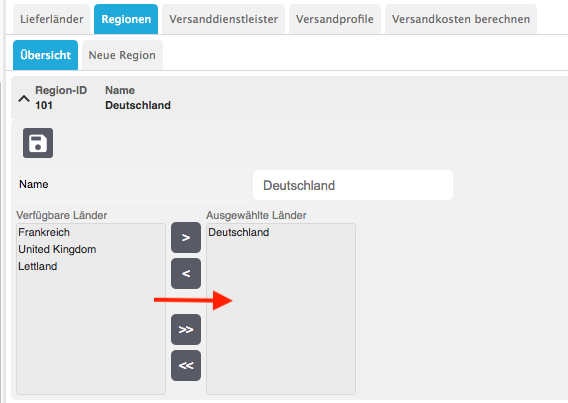 Lieferländer Regionen Versanddienstleister Versandprofile Versandkosten berechnen
Übersicht Neue Region
Region-ID Name
101 Deutschland
Name Deutschland
Verfügbare Länder Ausgewählte Länder
Frankreich > Deutschland
United Kingdom
Lettland <
>>
<<